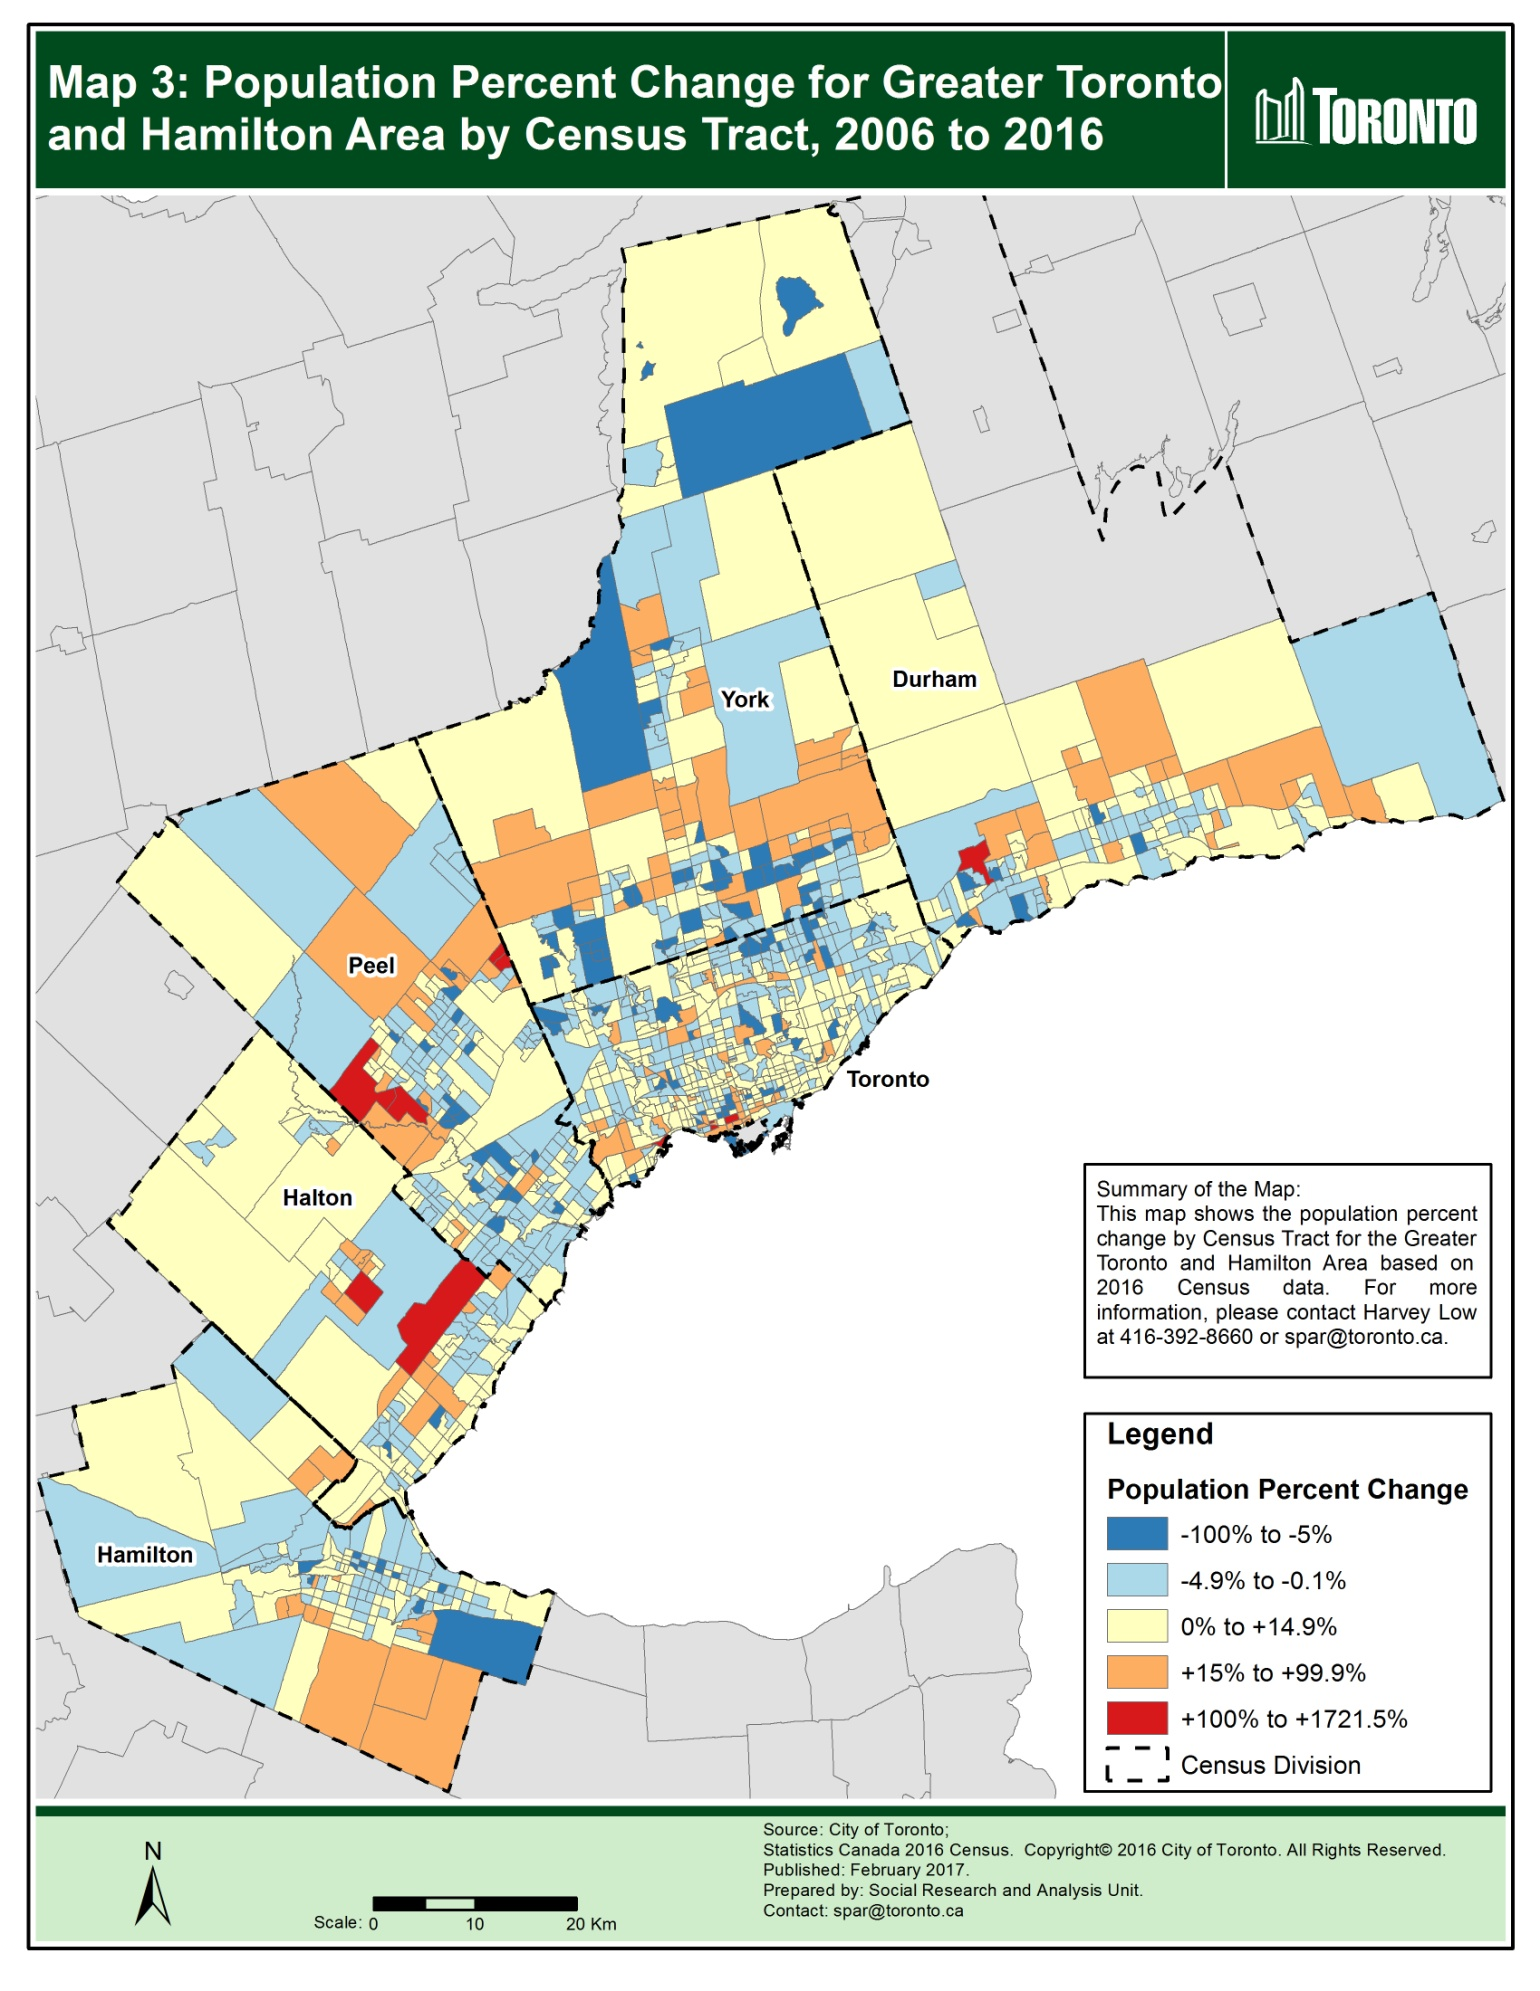 Map 3: Population Percent Change for Greater Toronto
and Hamilton Area by Census Tract, 2006 to 2016
TORONTO
York
Durham
Peel
Toronto
Halton
Hamilton
Summary of the Map:
This map shows the population percent
change by Census Tract for the Greater
Toronto and Hamilton Area based on
2016 Census data. For more
information, please contact Harvey Low
at 416-392-8660 or spar@toronto.ca.
Legend
Population Percent Change
-100% to -5%
-4.9% to -0.1%
0% to +14.9%
+15% to +99.9%
+100% to +1721.5%
Census Division
N
Scale: 0 10 20 Km
Source: City of Toronto;
Statistics Canada 2016 Census. Copyright© 2016 City of Toronto. All Rights Reserved.
Published: February 2017.
Prepared by: Social Research and Analysis Unit.
Contact: spar@toronto.ca